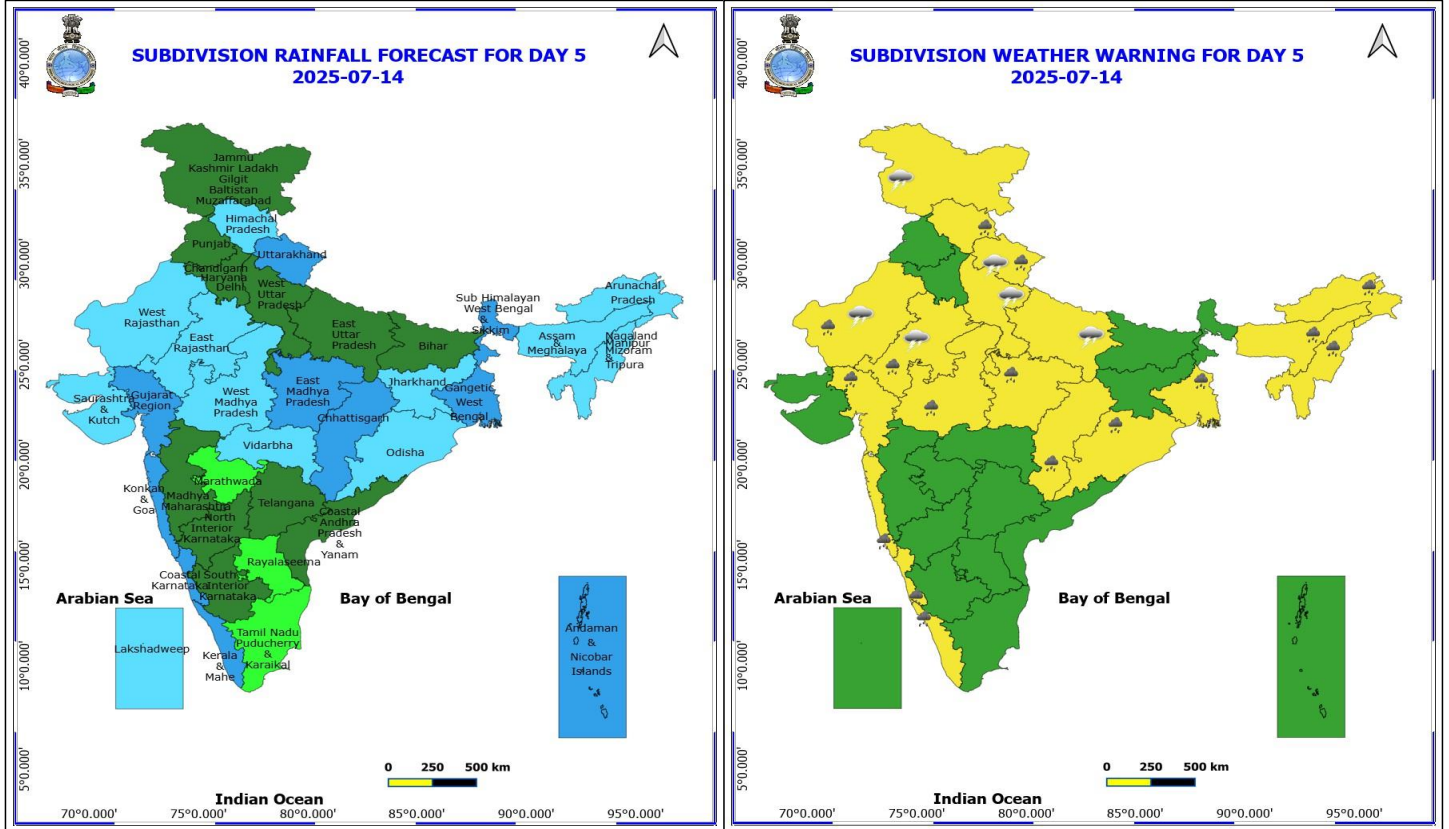 SUBDIVISION RAINFALL FORECAST FOR DAY 5
2025-07-14
40°0.000'
35°0.000'
30°0.000'
25°0.000'
20°0.000'
15°0.000'
10°0.000'
5°0.000'
Jammu
Kashmir Ladakh
Gilgit
Baltistan
Muzaffarabad
Himachal
Pradesh
Punjab
Uttarakhand
Chandigarh
Haryana
Delhi
West
Uttar
Pradesh
West
Rajasthan
East
Rajasthan
East
Uttar
Pradesh
Bihar
Sub Himalayan
West Bengal
&
Sikkim
Arunachal
Pradesh
Assam
&
Meghalaya
Nagaland
Manipur
Mizoram
&
Tripura
Saurashtra
&
Kutch
Gujarat
Region
West
Madhya
Pradesh
East
Madhya
Pradesh
Jharkhand
Gangetic
West
Bengal
Chhattisgarh
Vidarbha
Odisha
Konkan
&
Goa
Madhya
Maharashtra
Marathwada
Telangana
North
Interior
Karnataka
Coastal
Andhra
Pradesh
&
Yanam
Rayalaseema
Coastal
Karnataka
South
Interior
Karnataka
Tamil Nadu
Puducherry
&
Karaikal
Kerala
&
Mahe
Arabian Sea
Lakshadweep
Bay of Bengal
Andaman
&
Nicobar
Islands
0 250 500 km
Indian Ocean
70°0.000' 75°0.000' 80°0.000' 85°0.000' 90°0.000' 95°0.000'
SUBDIVISION WEATHER WARNING FOR DAY 5
2025-07-14
40°0.000'
35°0.000'
30°0.000'
25°0.000'
20°0.000'
15°0.000'
10°0.000'
5°0.000'
Arabian Sea
Bay of Bengal
0 250 500 km
Indian Ocean
70°0.000' 75°0.000' 80°0.000' 85°0.000' 90°0.000' 95°0.000'